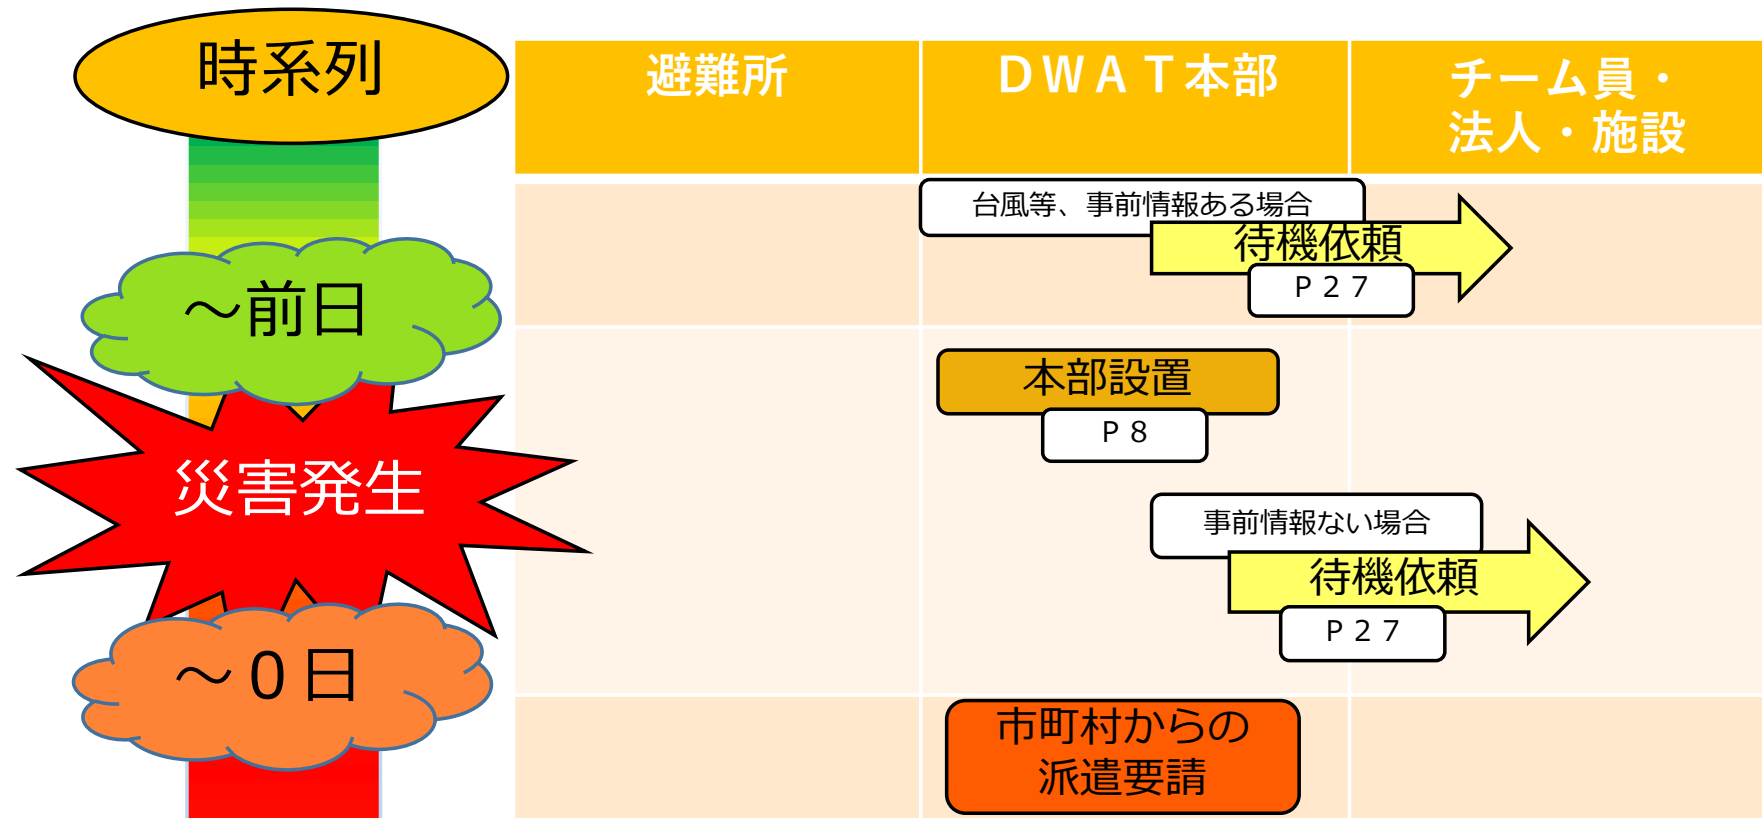 時系列
避難所
ＤＷＡＴ本部
チーム員・
法人・施設
台風等、事前情報ある場合
待機依頼
Ｐ２７
～前日
本部設置
Ｐ８
災害発生
事前情報ない場合
待機依頼
Ｐ２７
～０日
市町村からの
派遣要請